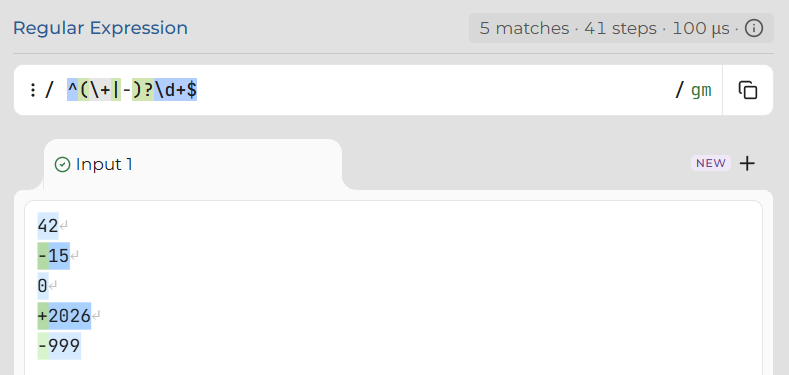 Regular Expression
5 matches · 41 steps · 100 μs ·
/ ^(\+|-)?\d+$ / gm
Input 1
NEW +
42
-15
0
+2026
-999